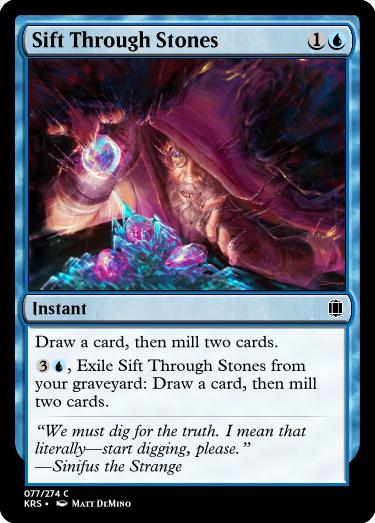 Sift Through Stones 1
Instant
Draw a card, then mill two cards.
3, Exile Sift Through Stones from
your graveyard: Draw a card, then mill
two cards.
“We must dig for the truth. I mean that
literally—start digging, please.”
—Sinifus the Strange
077/274 C
KRS • Matt DeMino